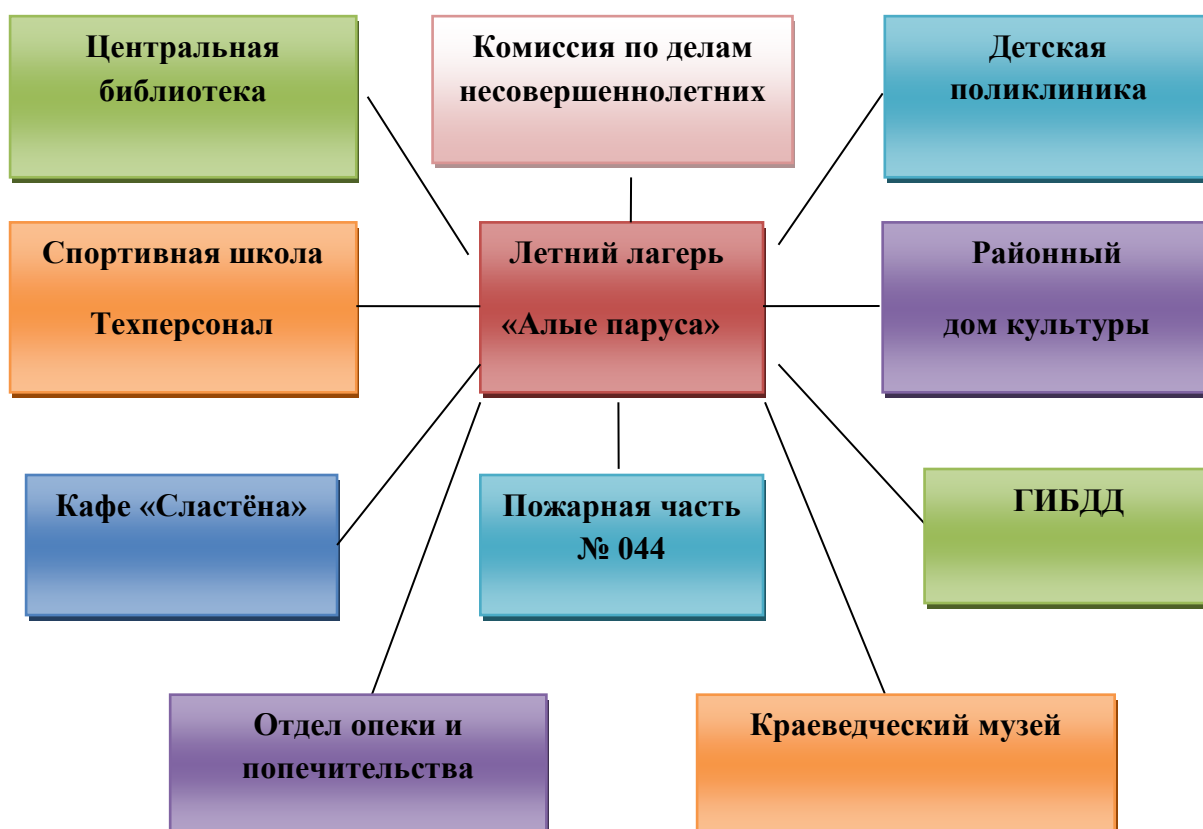 Центральная
библиотека
Комиссия по делам
несовершеннолетних
Детская
поликлиника
Спортивная школа
Техперсонал
Летний лагерь
«Алые паруса»
Районный
дом культуры
Кафе «Сластёна»
Пожарная часть
№ 044
ГИБДД
Отдел опеки и
попечительства
Краеведческий музей